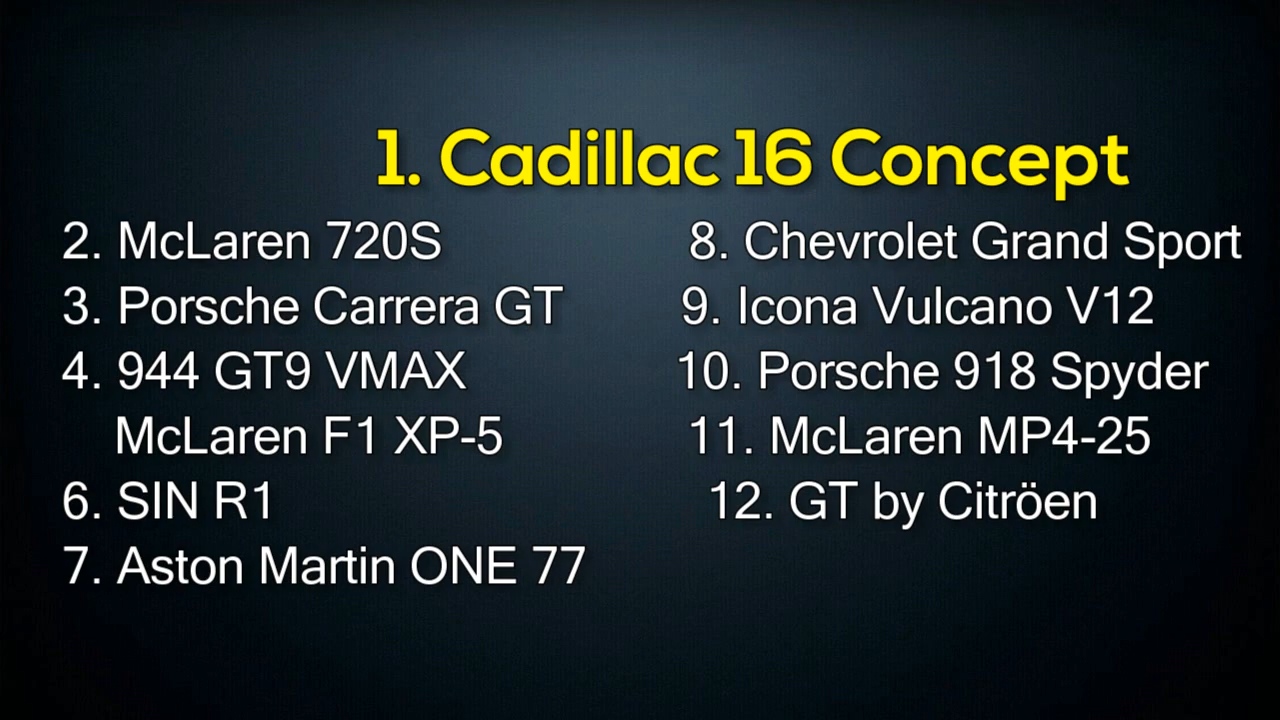 1. Cadillac 16 Concept
2. McLaren 720S
3. Porsche Carrera GT
4. 944 GT9 VMAX
McLaren F1 XP-5
6. SIN R1
7. Aston Martin ONE 77
8. Chevrolet Grand Sport
9. Icona Vulcano V12
10. Porsche 918 Spyder
11. McLaren MP4-25
12. GT by Citröen